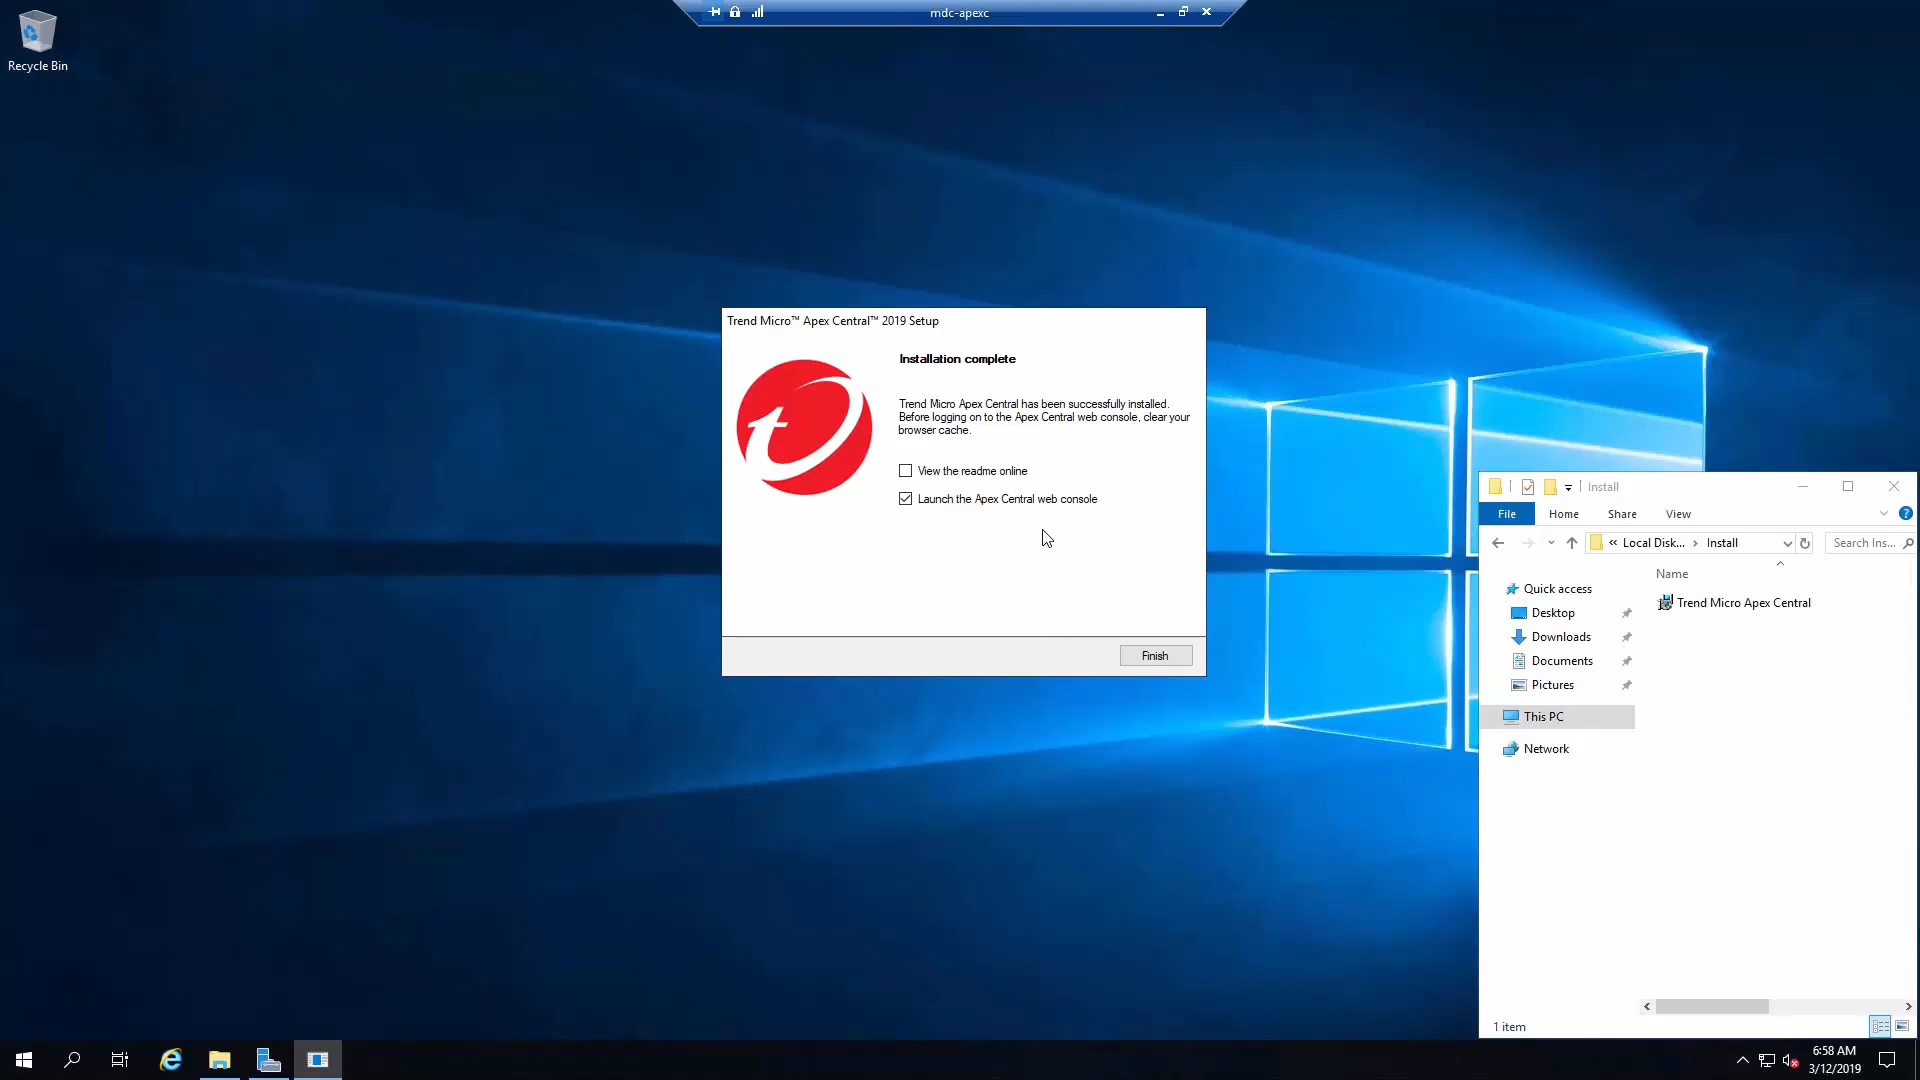 mdc-apexc
Recycle Bin
Trend Micro™ Apex Central™ 2019 Setup
Installation complete
Trend Micro Apex Central has been successfully installed.
Before logging on to the Apex Central web console, clear your
browser cache.
View the readme online
Launch the Apex Central web console
Finish
Install
File Home Share View
« Local Disk... › Install
Search Ins...
Name
Quick access
Trend Micro Apex Central
Desktop
Downloads
Documents
Pictures
This PC
Network
1 item
6:58 AM
3/12/2019